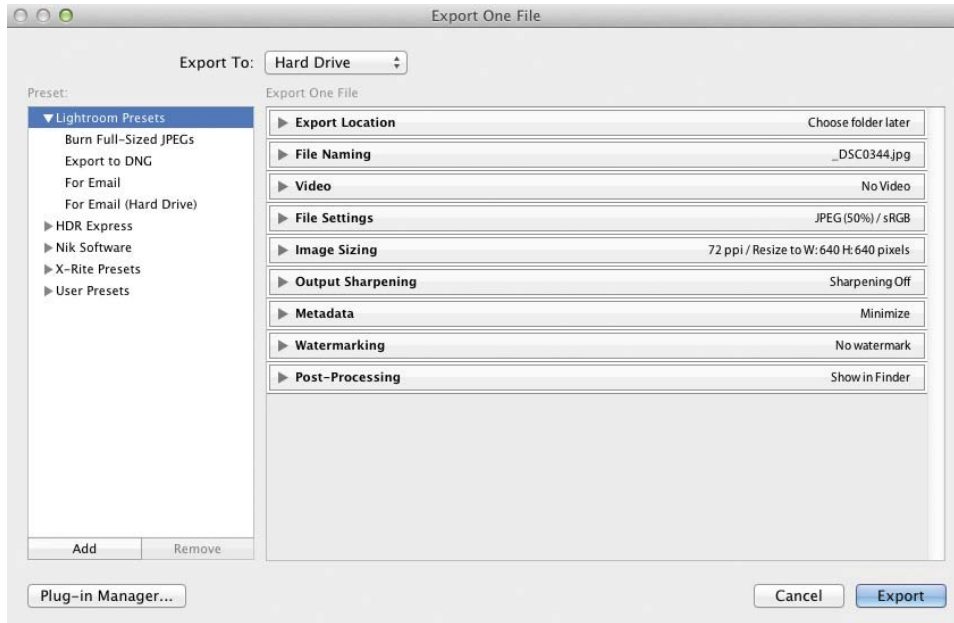 Export One File
Export To: Hard Drive
Preset:
Export One File
Lightroom Presets
Burn Full-Sized JPEGs
Export to DNG
For Email
For Email (Hard Drive)
HDR Express
Nik Software
X-Rite Presets
User Presets
Add Remove
Export Location Choose folder later
File Naming _DSC0344.jpg
Video No Video
File Settings JPEG (50%) / sRGB
Image Sizing 72 ppi / Resize to W: 640 H: 640 pixels
Output Sharpening Sharpening Off
Metadata Minimize
Watermarking No watermark
Post-Processing Show in Finder
Plug-in Manager... Cancel Export